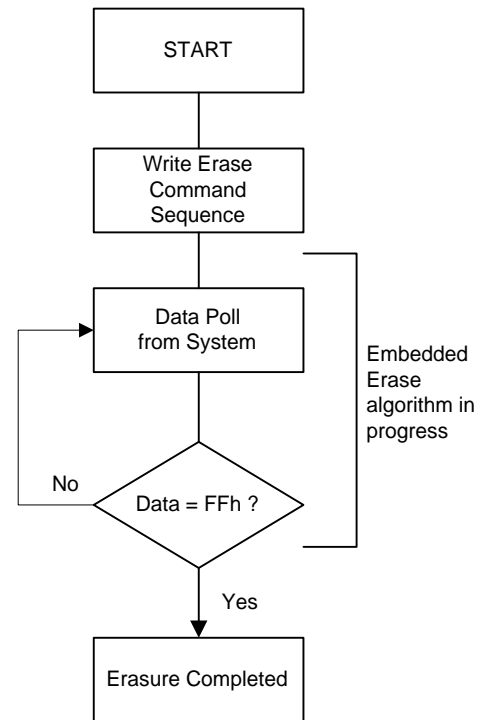 START
Write Erase
Command
Sequence
Data Poll
from System
Embedded
Erase
algorithm in
progress
No
Data = FFh ?
Yes
Erasure Completed